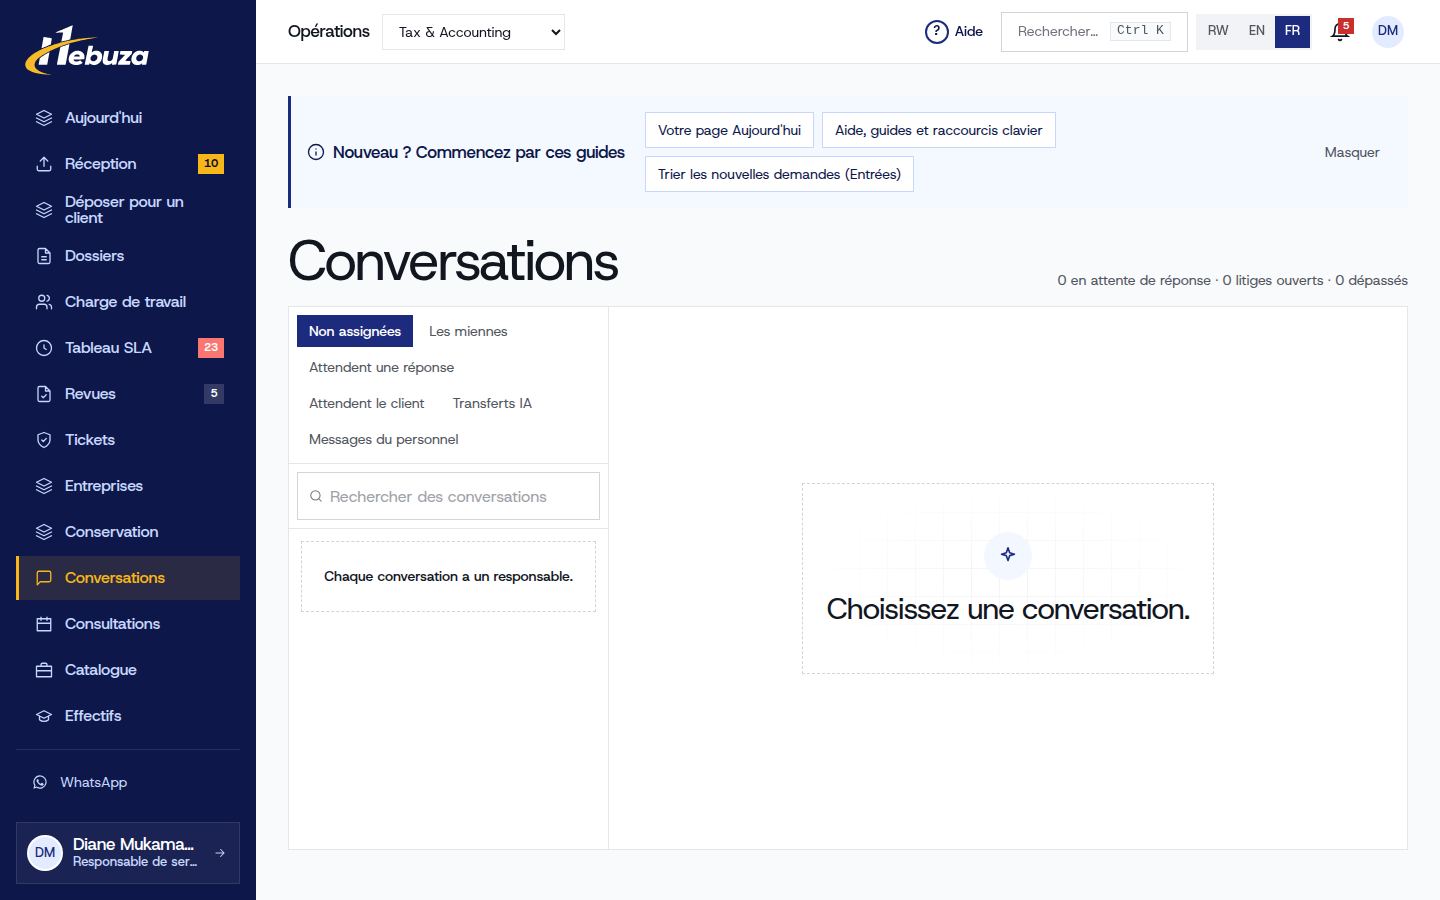 Hebuza
Aujourd'hui
Réception 10
Déposer pour un
client
Dossiers
Charge de travail
Tableau SLA 23
Revues 5
Tickets
Entreprises
Conservation
Conversations
Consultations
Catalogue
Effectifs
WhatsApp
DM Diane Mukama...
Responsable de ser...
Opérations Tax & Accounting
? Aide Rechercher... Ctrl K RW EN FR 5 DM
Nouveau ? Commencez par ces guides
Votre page Aujourd'hui Aide, guides et raccourcis clavier
Trier les nouvelles demandes (Entrées)
Masquer
Conversations
0 en attente de réponse · 0 litiges ouverts · 0 dépassés
Non assignées Les miennes
Attendent une réponse
Attendent le client Transferts IA
Messages du personnel
Rechercher des conversations
Chaque conversation a un responsable.
Choisissez une conversation.